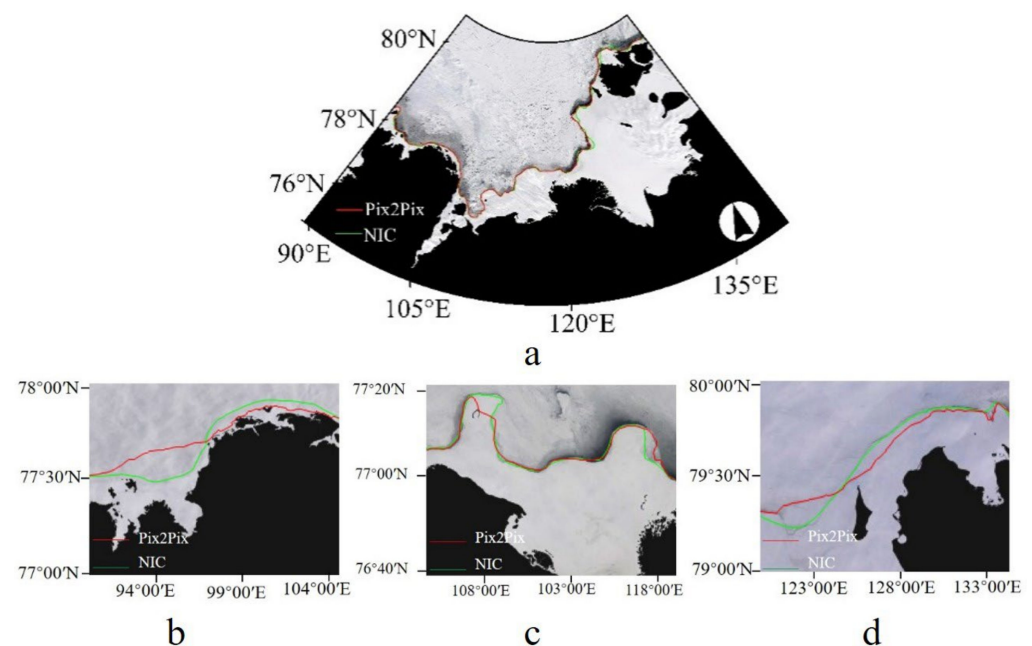 80°N
78°N
76°N
Pix2Pix
NIC
90°E
105°E
120°E
135°E
a
78°00′N
77°30′N
77°00′N
Pix2Pix
NIC
94°00′E 99°00′E 104°00′E
b
77°20′N
77°00′N
76°40′N
Pix2Pix
NIC
108°00′E 103°00′E 118°00′E
c
80°00′N
79°30′N
79°00′N
Pix2Pix
NIC
123°00′E 128°00′E 133°00′E
d